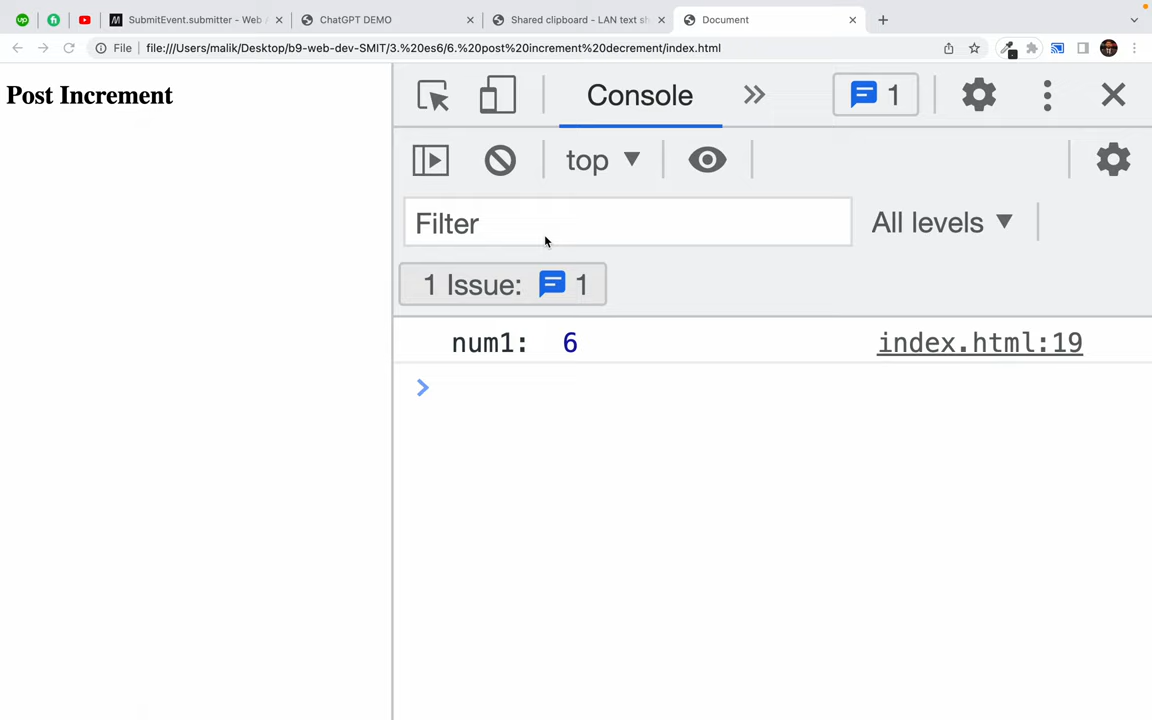 SubmitEvent.submitter - Web
ChatGPT DEMO
Shared clipboard - LAN text sh
Document
File
file:///Users/malik/Desktop/b9-web-dev-SMIT/3.%20es6/6.%20post%20increment%20decrement/index.html
Post Increment
Console
1
top
Filter
All levels
1 Issue: 1
num1: 6 index.html:19